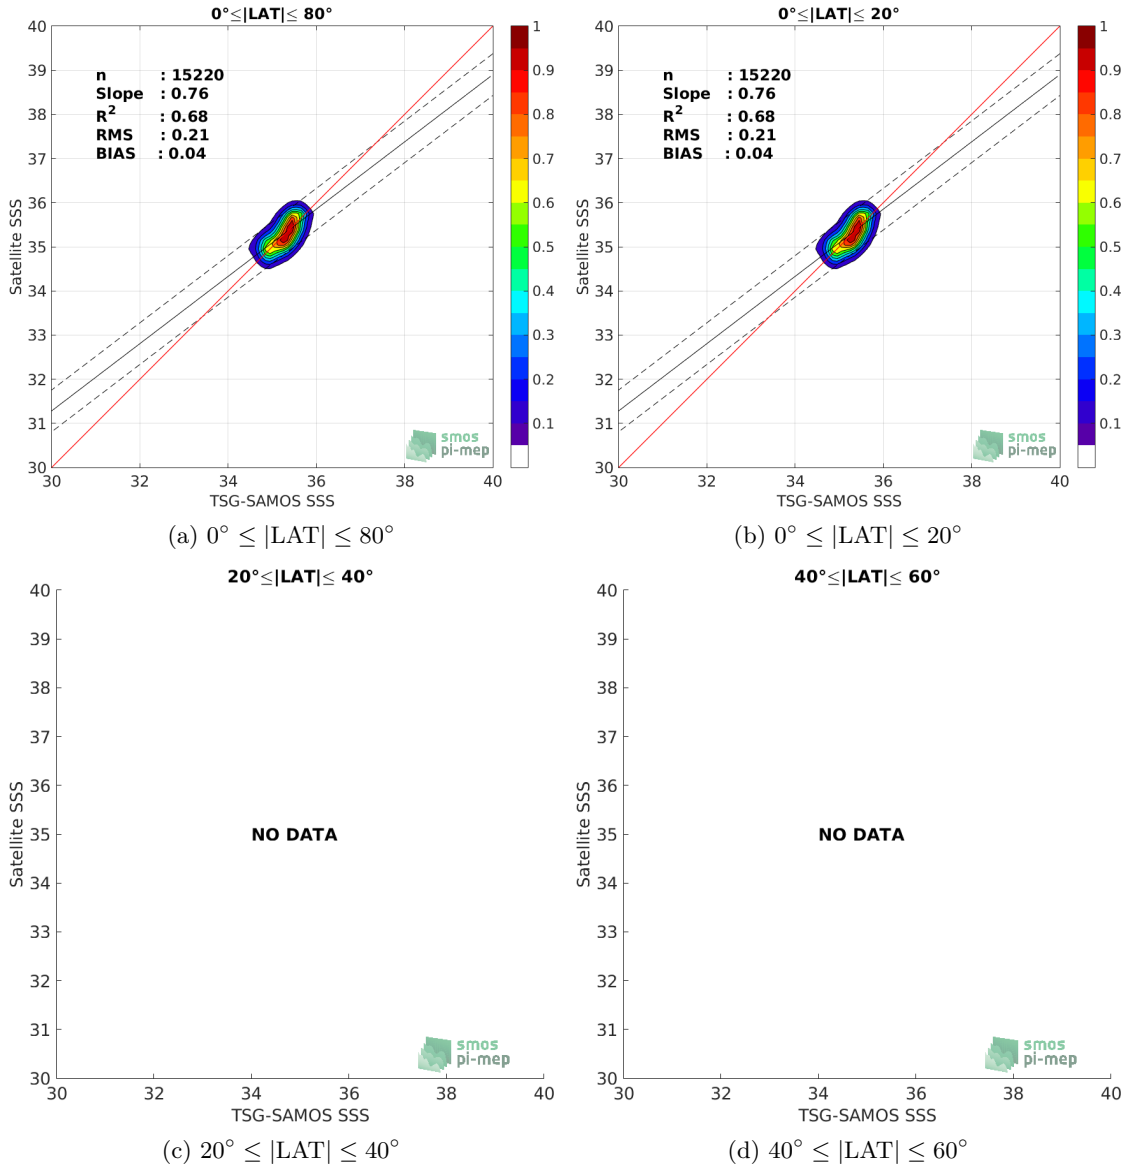 0°≤|LAT|≤ 80°
40
39
38
37
36
35
34
33
32
31
30
Satellite SSS
n : 15220
Slope : 0.76
R² : 0.68
RMS : 0.21
BIAS : 0.04
smos
pi-mep
30 32 34 36 38 40
TSG-SAMOS SSS
1
0.9
0.8
0.7
0.6
0.5
0.4
0.3
0.2
0.1
(a) 0° ≤ |LAT| ≤ 80°
0°≤|LAT|≤ 20°
40
39
38
37
36
35
34
33
32
31
30
Satellite SSS
n : 15220
Slope : 0.76
R² : 0.68
RMS : 0.21
BIAS : 0.04
smos
pi-mep
30 32 34 36 38 40
TSG-SAMOS SSS
1
0.9
0.8
0.7
0.6
0.5
0.4
0.3
0.2
0.1
(b) 0° ≤ |LAT| ≤ 20°
20°≤|LAT|≤ 40°
40
39
38
37
36
35
34
33
32
31
30
Satellite SSS
NO DATA
smos
pi-mep
30 32 34 36 38 40
TSG-SAMOS SSS
(c) 20° ≤ |LAT| ≤ 40°
40°≤|LAT|≤ 60°
40
39
38
37
36
35
34
33
32
31
30
Satellite SSS
NO DATA
smos
pi-mep
30 32 34 36 38 40
TSG-SAMOS SSS
(d) 40° ≤ |LAT| ≤ 60°